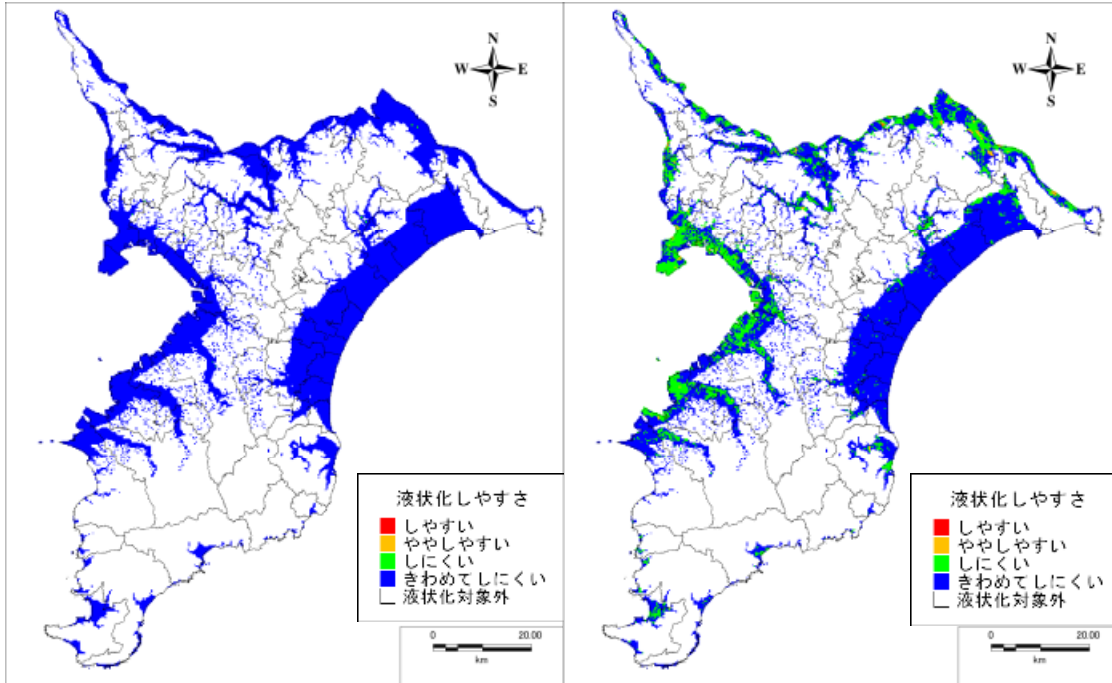 N
W E
S
液状化しやすさ
しやすい
ややしやすい
しにくい
きわめてしにくい
液状化対象外
0 20.00
km
N
W E
S
液状化しやすさ
しやすい
ややしやすい
しにくい
きわめてしにくい
液状化対象外
0 20.00
km